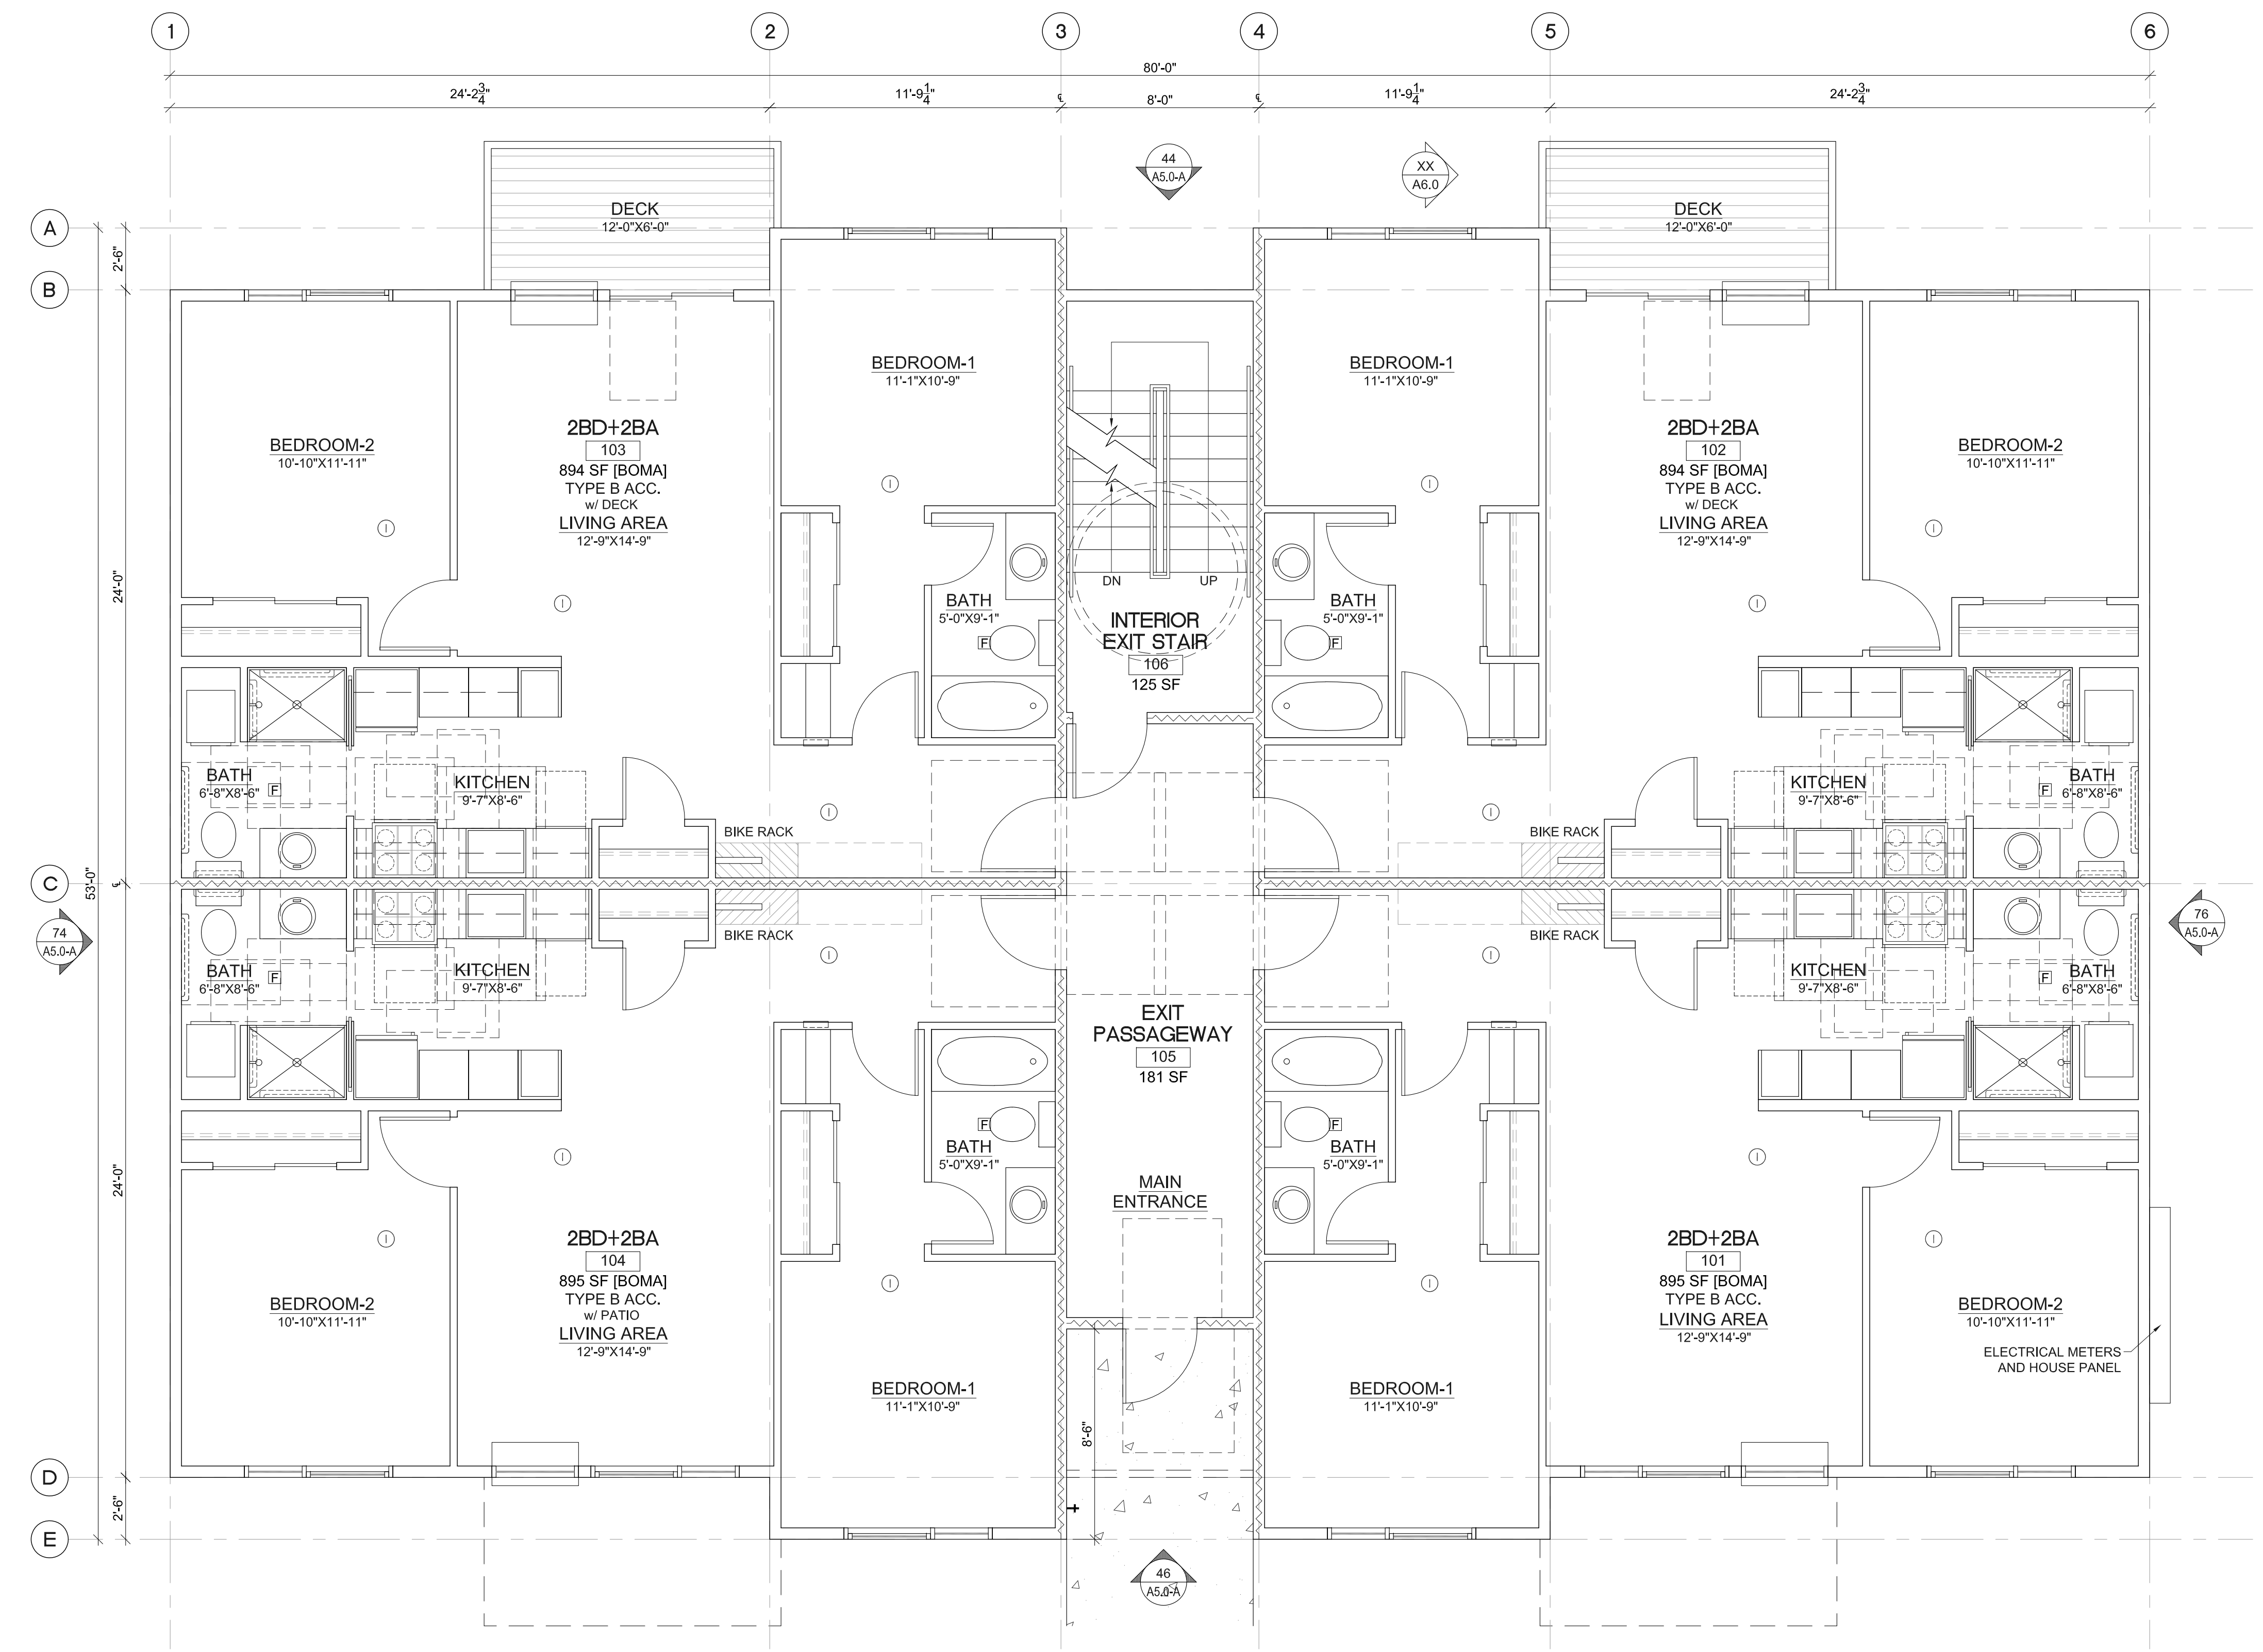 1
2
3
4
5
6
80'-0"
24'-2 3/4"
11'-9 1/4"
℄
8'-0"
℄
11'-9 1/4"
24'-2 3/4"
44
A5.0-A
XX
A6.0
A
B
C
D
E
2'-6"
24'-0"
53'-0"
℄
24'-0"
2'-6"
DECK
12'-0"X6'-0"
DECK
12'-0"X6'-0"
BEDROOM-2
10'-10"X11'-11"
2BD+2BA
103
894 SF [BOMA]
TYPE B ACC.
w/ DECK
LIVING AREA
12'-9"X14'-9"
BEDROOM-1
11'-1"X10'-9"
BATH
5'-0"X9'-1"
F
DN
UP
INTERIOR
EXIT STAIR
106
125 SF
BEDROOM-1
11'-1"X10'-9"
BATH
5'-0"X9'-1"
F
2BD+2BA
102
894 SF [BOMA]
TYPE B ACC.
w/ DECK
LIVING AREA
12'-9"X14'-9"
BEDROOM-2
10'-10"X11'-11"
BATH
6'-8"X8'-6"
F
KITCHEN
9'-7"X8'-6"
BIKE RACK
BIKE RACK
KITCHEN
9'-7"X8'-6"
F
BATH
6'-8"X8'-6"
74
A5.0-A
76
A5.0-A
BATH
6'-8"X8'-6"
F
KITCHEN
9'-7"X8'-6"
BIKE RACK
BIKE RACK
KITCHEN
9'-7"X8'-6"
F
BATH
6'-8"X8'-6"
EXIT
PASSAGEWAY
105
181 SF
F
BATH
5'-0"X9'-1"
F
BATH
5'-0"X9'-1"
MAIN
ENTRANCE
2BD+2BA
104
895 SF [BOMA]
TYPE B ACC.
w/ PATIO
LIVING AREA
12'-9"X14'-9"
BEDROOM-2
10'-10"X11'-11"
BEDROOM-1
11'-1"X10'-9"
8'-6"
BEDROOM-1
11'-1"X10'-9"
2BD+2BA
101
895 SF [BOMA]
TYPE B ACC.
LIVING AREA
12'-9"X14'-9"
BEDROOM-2
10'-10"X11'-11"
ELECTRICAL METERS
AND HOUSE PANEL
46
A5.0-A